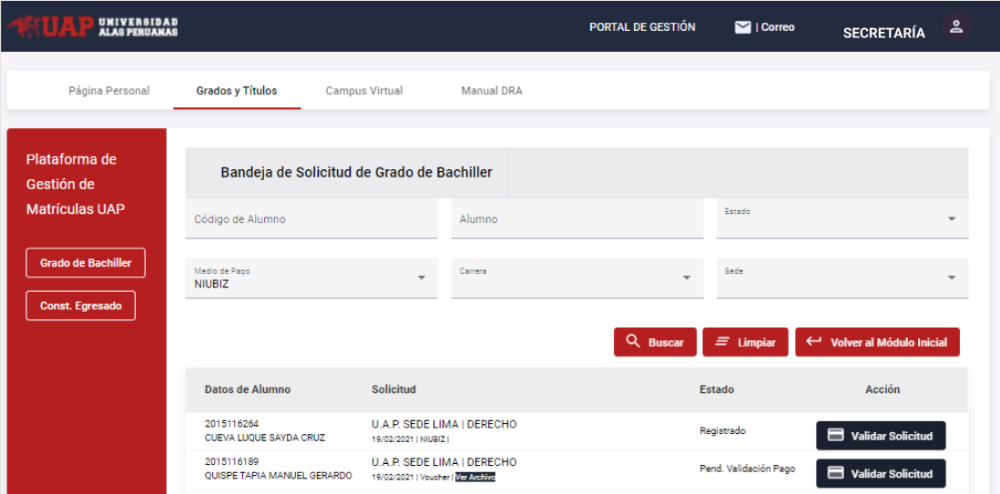 UAP UNIVERSIDAD
ALAS PERUANAS
PORTAL DE GESTIÓN | Correo SECRETARÍA
Página Personal Grados y Títulos Campus Virtual Manual DRA
Plataforma de
Gestión de
Matrículas UAP
Grado de Bachiller
Const. Egresado
Bandeja de Solicitud de Grado de Bachiller
Código de Alumno Alumno Estado
Medio de Pago Carrera Sede
NIUBIZ
Buscar Limpiar Volver al Módulo Inicial
Datos de Alumno Solicitud Estado Acción
2015116264 U.A.P. SEDE LIMA | DERECHO Registrado Validar Solicitud
CUEVA LUQUE SAYDA CRUZ 19/02/2021 | NIUBIZ |
2015116189 U.A.P. SEDE LIMA | DERECHO Pend. Validación Pago Validar Solicitud
QUISPE TAPIA MANUEL GERARDO 19/02/2021 | Voucher | Ver Archivo